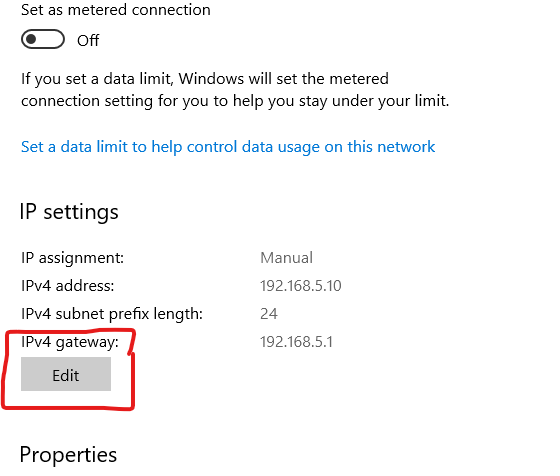 Set as metered connection
Off
If you set a data limit, Windows will set the metered
connection setting for you to help you stay under your limit.
Set a data limit to help control data usage on this network
IP settings
IP assignment: Manual
IPv4 address: 192.168.5.10
IPv4 subnet prefix length: 24
IPv4 gateway: 192.168.5.1
Edit
Properties